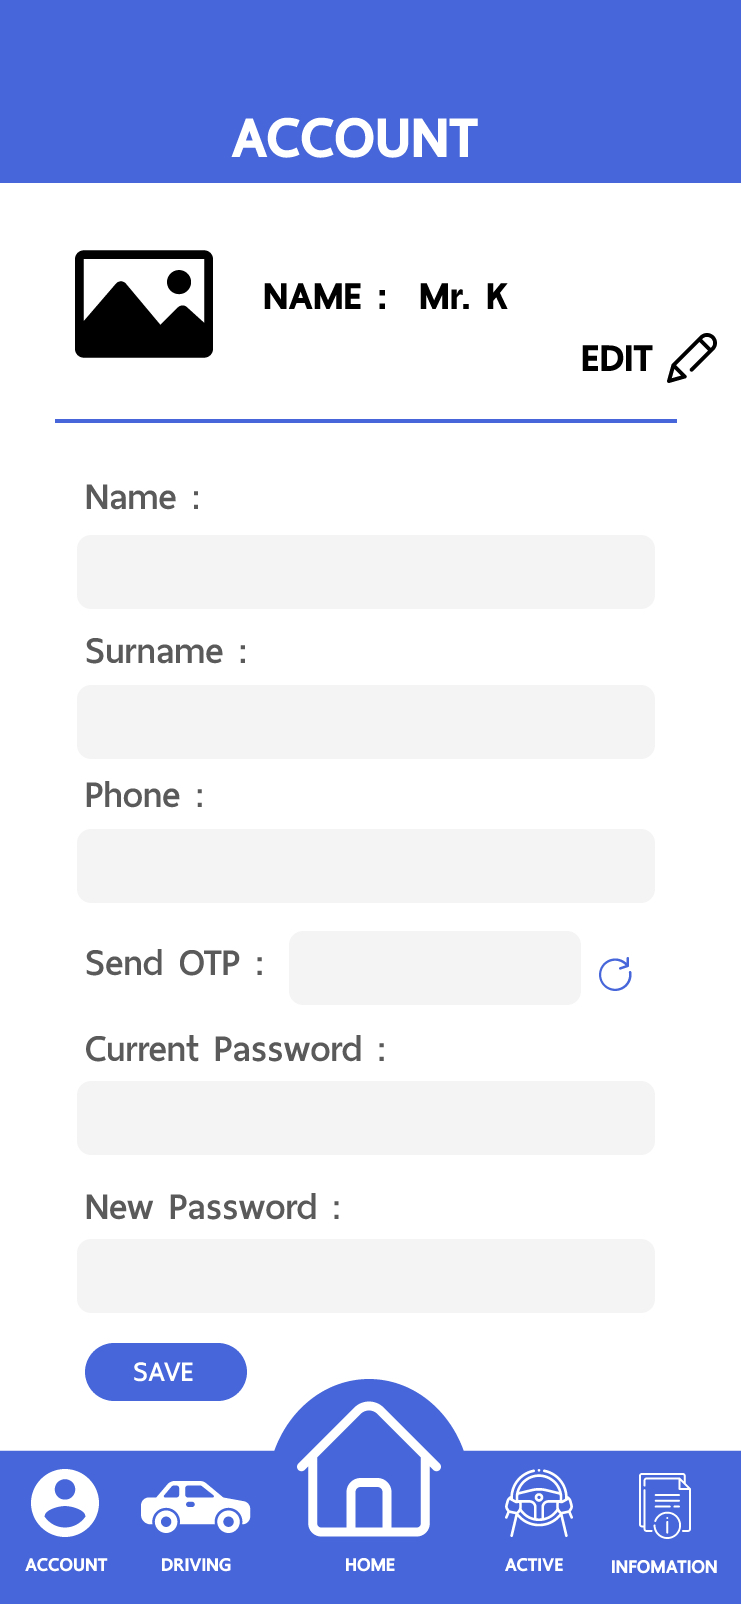 ACCOUNT
NAME : Mr. K
EDIT
Name :
Surname :
Phone :
Send OTP :
Current Password :
New Password :
SAVE
ACCOUNT
DRIVING
HOME
ACTIVE
INFOMATION